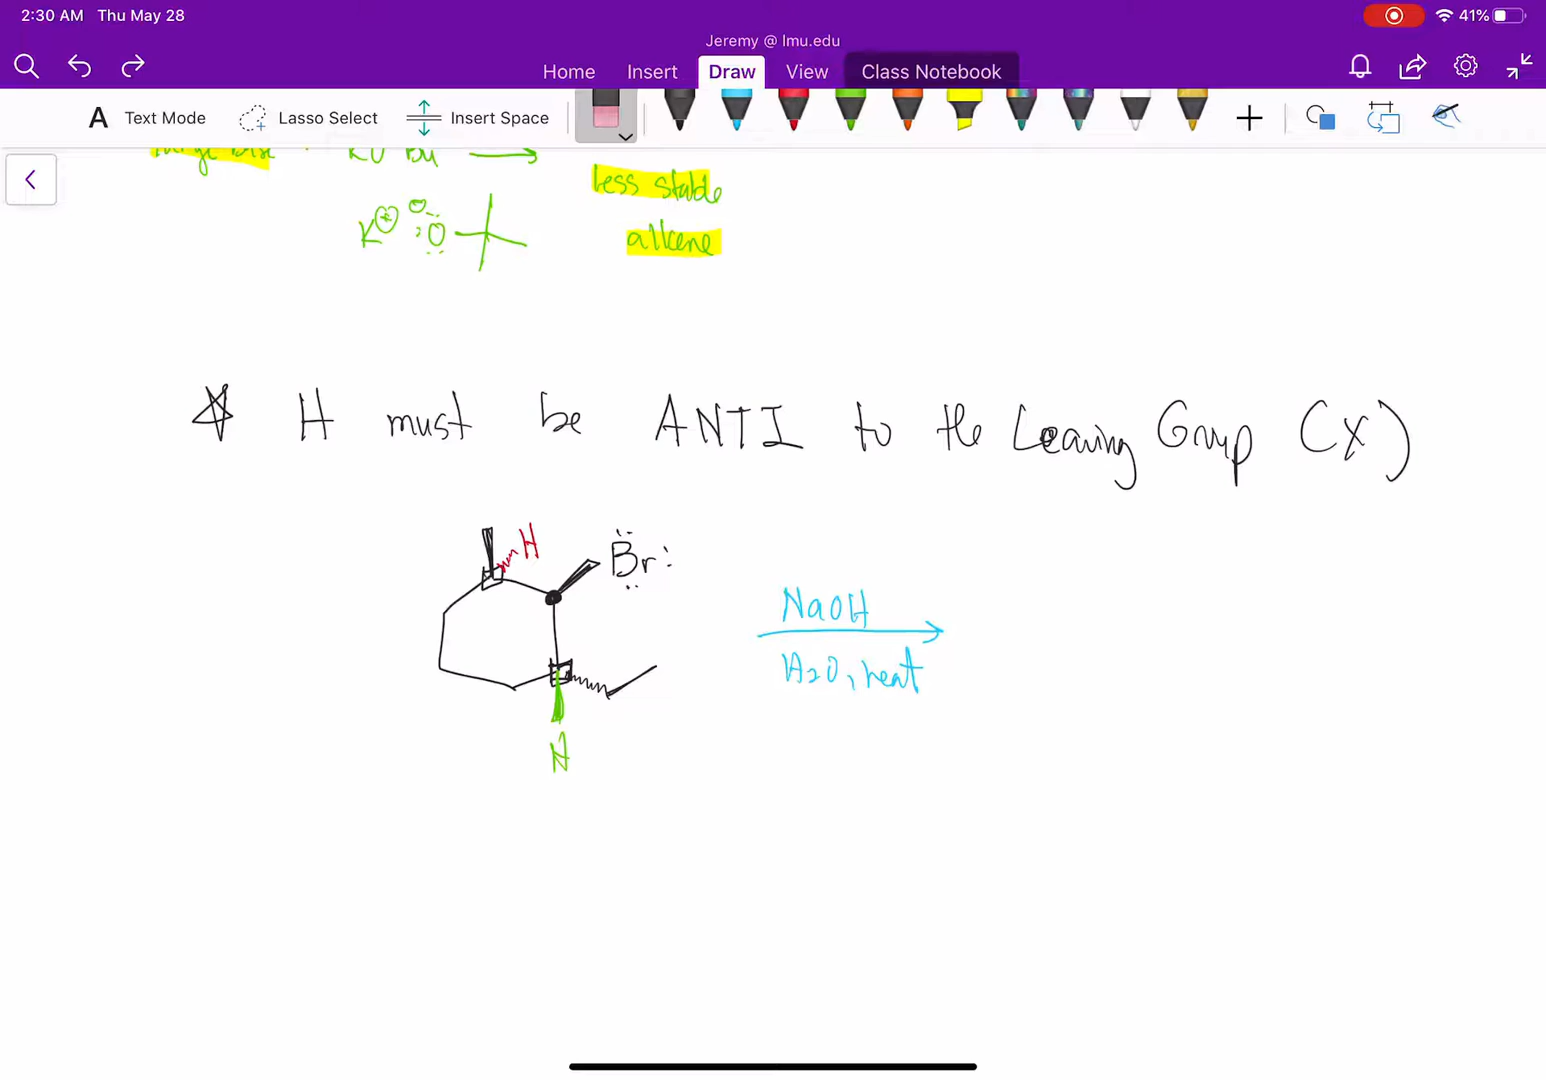 2:30 AM Thu May 28
41%
Jeremy @ lmu.edu
Home Insert Draw View Class Notebook
A Text Mode Lasso Select Insert Space
less stable
K⊕ ⊖ :O
alkene
H must be ANTI to the Leaving Group (X)
H
Br
NaOH
H2O, heat
H